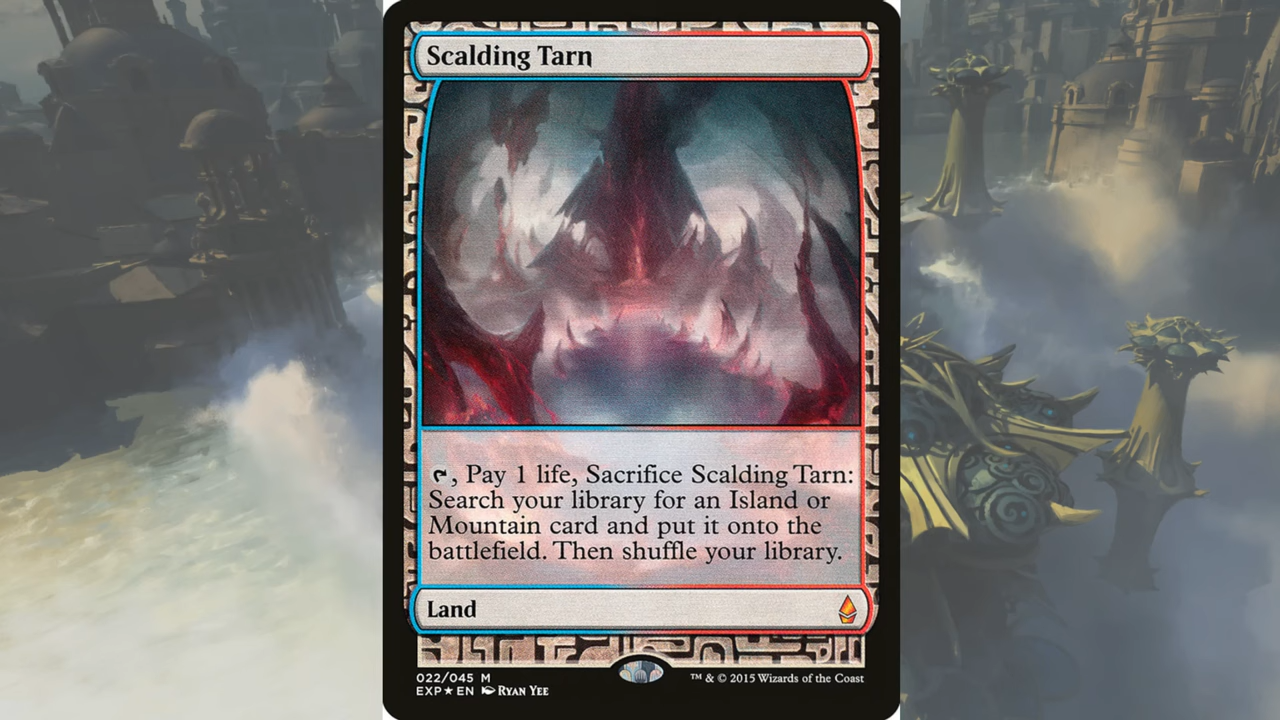 Scalding Tarn
, Pay 1 life, Sacrifice Scalding Tarn:
Search your library for an Island or
Mountain card and put it onto the
battlefield. Then shuffle your library.
Land
022/045 M
EXP★EN Ryan Yee
™ & © 2015 Wizards of the Coast